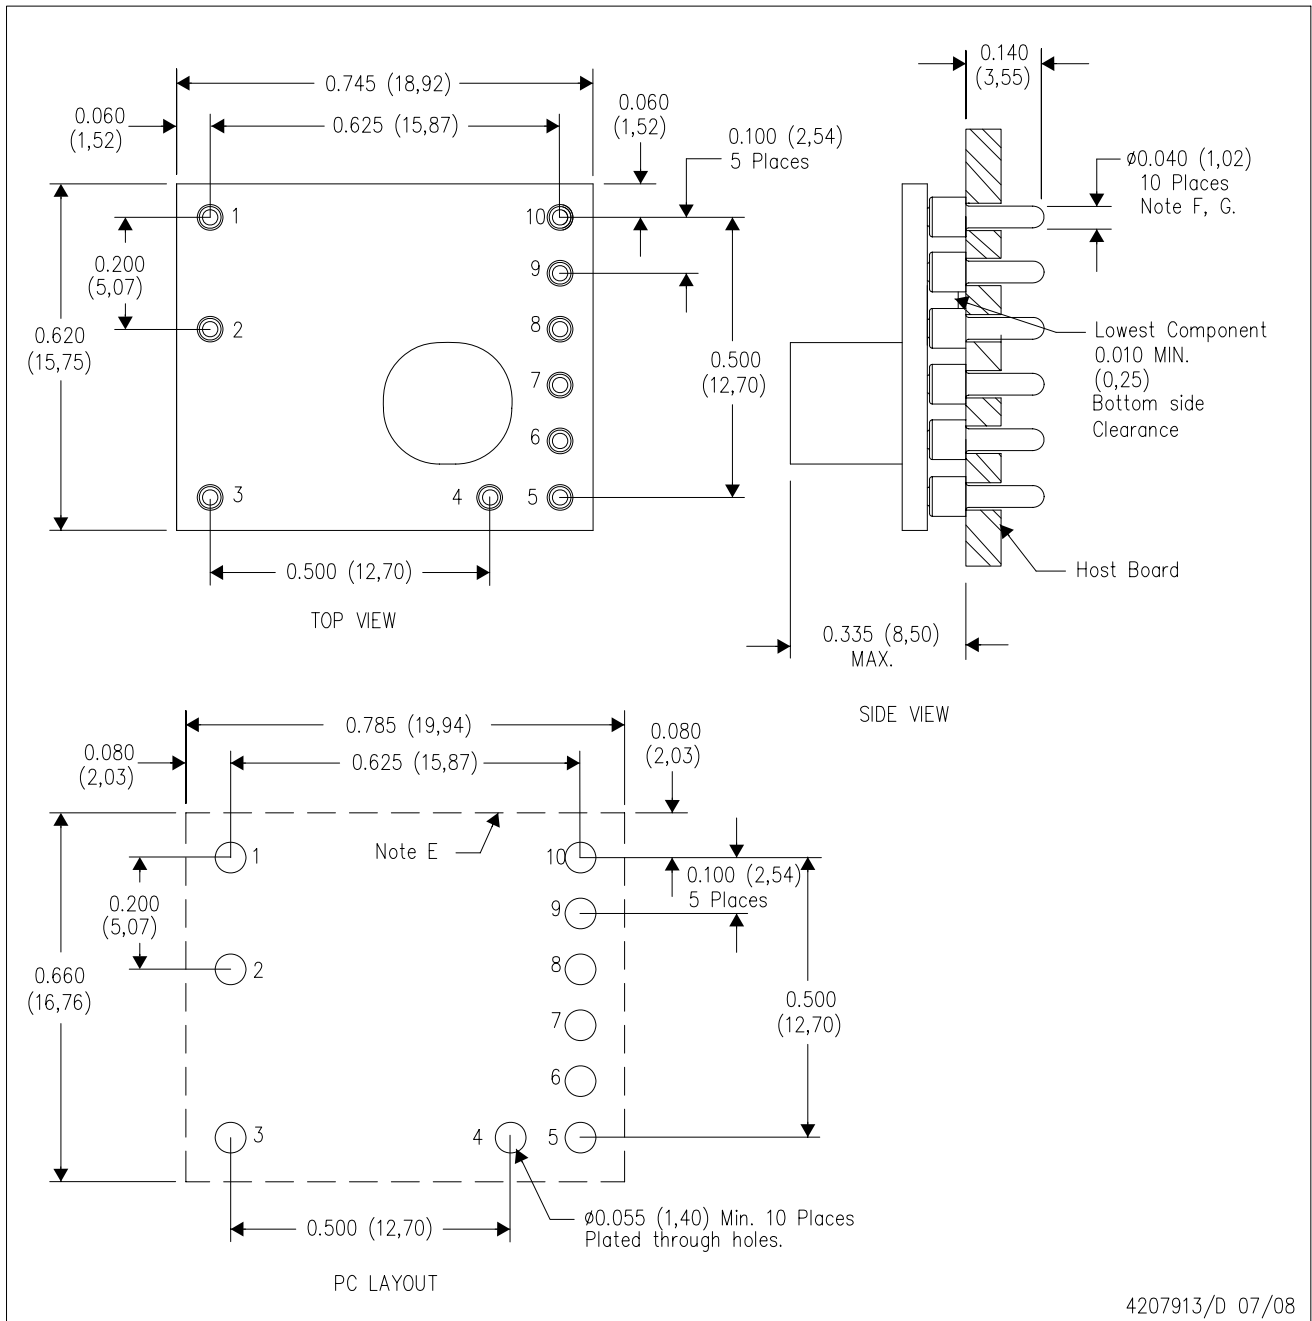 0.745 (18,92)
0.060
(1,52)
0.625 (15,87)
0.060
(1,52)
0.100 (2,54)
5 Places
1
10
0.200
(5,07)
9
2
8
0.620
(15,75)
0.500
(12,70)
7
6
3
4
5
0.500 (12,70)
TOP VIEW
0.140
(3,55)
ø0.040 (1,02)
10 Places
Note F, G.
Lowest Component
0.010 MIN.
(0,25)
Bottom side
Clearance
Host Board
0.335 (8,50)
MAX.
SIDE VIEW
0.785 (19,94)
0.080
(2,03)
0.625 (15,87)
0.080
(2,03)
Note E
1
10
0.100 (2,54)
5 Places
0.200
(5,07)
9
2
8
0.660
(16,76)
0.500
(12,70)
7
6
3
4
5
0.500 (12,70)
ø0.055 (1,40) Min. 10 Places
Plated through holes.
PC LAYOUT
4207913/D 07/08